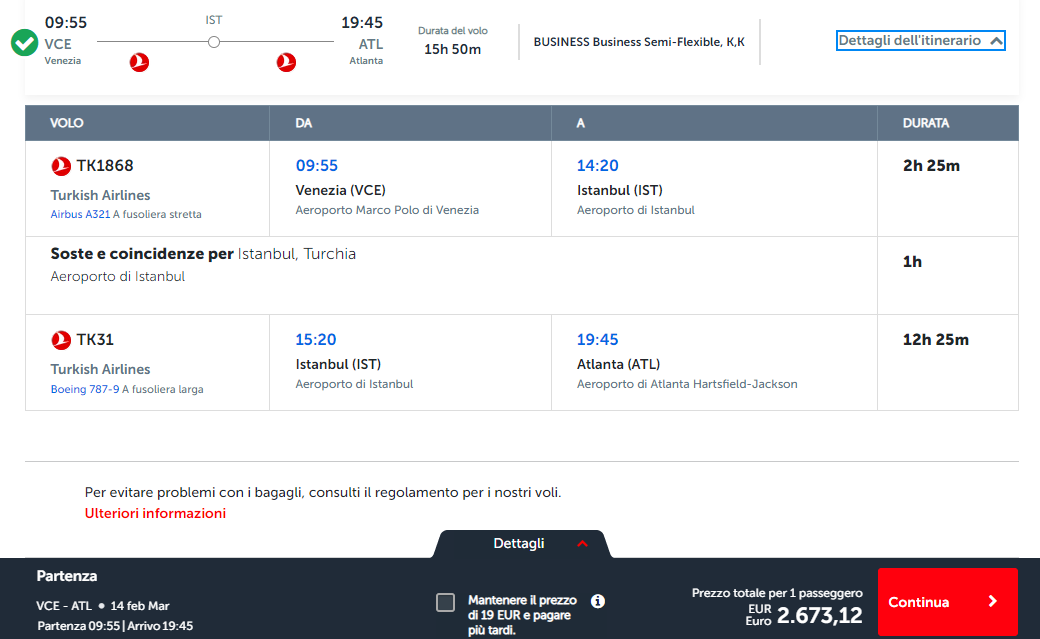 09:55
IST
19:45
VCE
ATL
Venezia
Atlanta
Durata del volo
15h 50m
BUSINESS Business Semi-Flexible, K,K
Dettagli dell'itinerario
VOLO
DA
A
DURATA
TK1868
09:55
14:20
2h 25m
Turkish Airlines
Venezia (VCE)
Istanbul (IST)
Airbus A321 A fusoliera stretta
Aeroporto Marco Polo di Venezia
Aeroporto di Istanbul
Soste e coincidenze per Istanbul, Turchia
Aeroporto di Istanbul
1h
TK31
15:20
19:45
12h 25m
Turkish Airlines
Istanbul (IST)
Atlanta (ATL)
Boeing 787-9 A fusoliera larga
Aeroporto di Istanbul
Aeroporto di Atlanta Hartsfield-Jackson
Per evitare problemi con i bagagli, consulti il regolamento per i nostri voli.
Ulteriori informazioni
Dettagli
Partenza
VCE - ATL • 14 feb Mar
Partenza 09:55 | Arrivo 19:45
Mantenere il prezzo
di 19 EUR e pagare
più tardi.
Prezzo totale per 1 passeggero
EUR
Euro
2.673,12
Continua